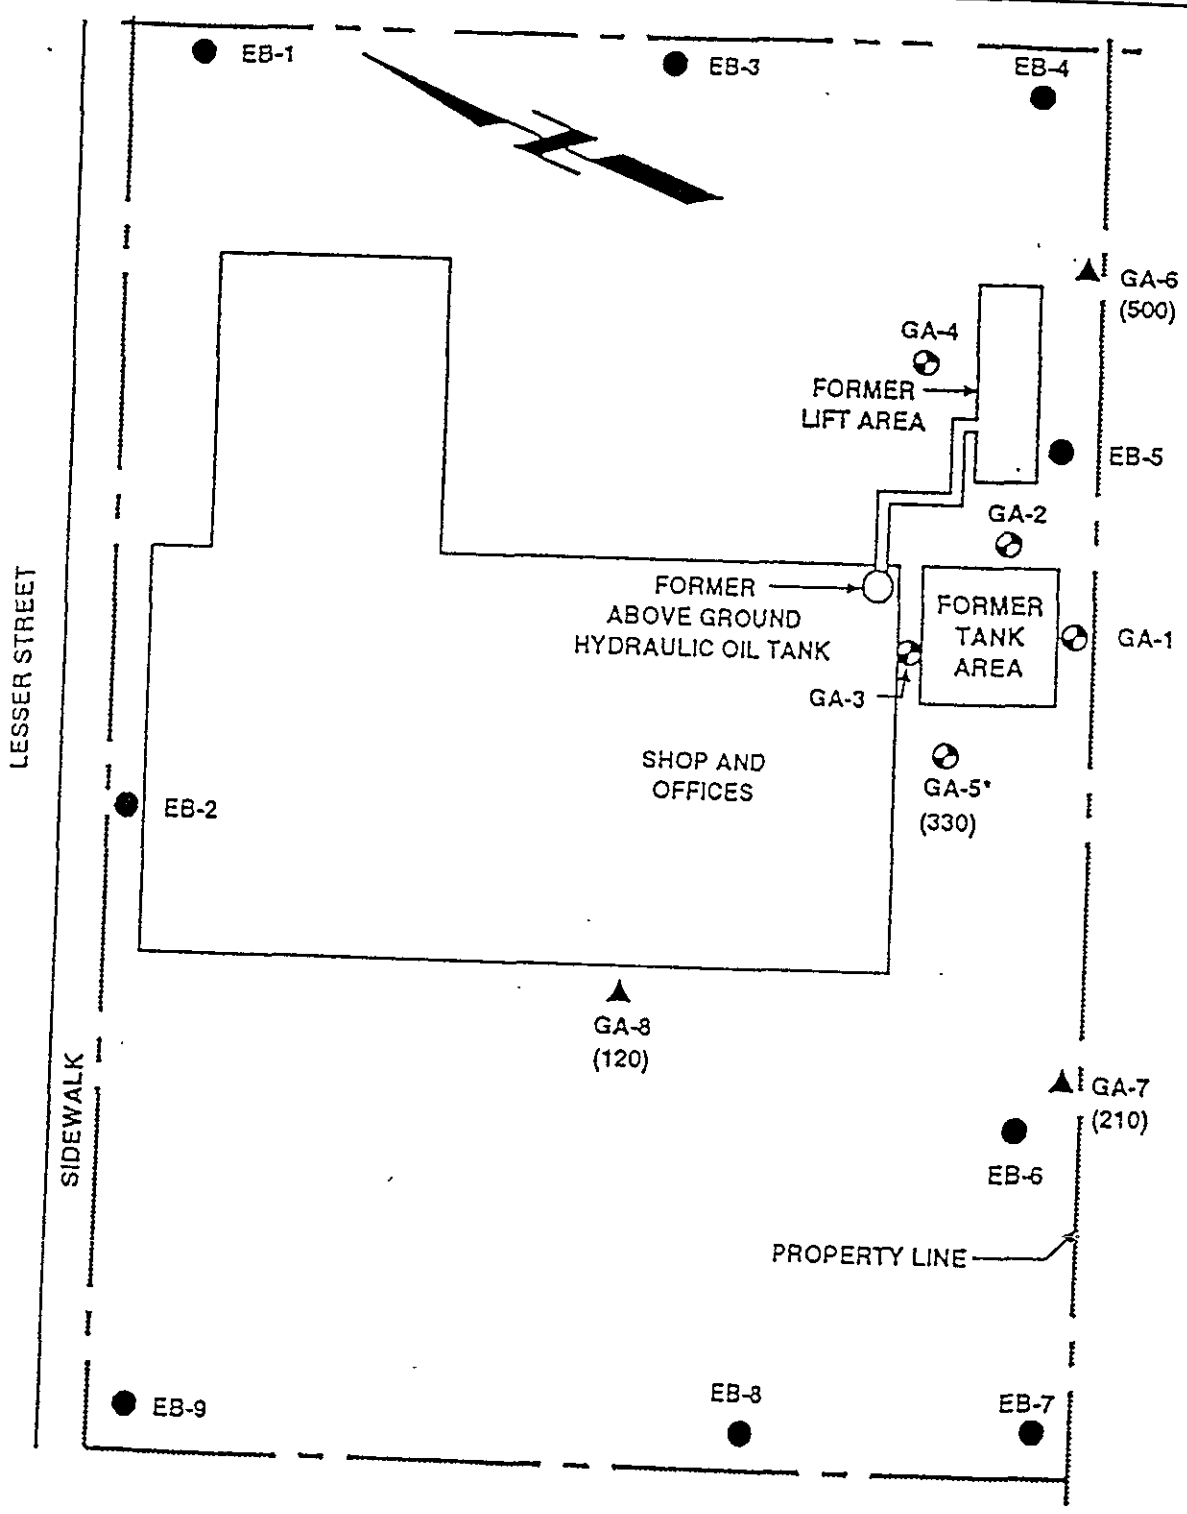 EB-1
EB-3
EB-4
GA-6
(500)
GA-4
FORMER
LIFT AREA
EB-5
GA-2
FORMER
ABOVE GROUND
HYDRAULIC OIL TANK
FORMER
TANK
AREA
GA-1
GA-3
LESSER STREET
SHOP AND
OFFICES
GA-5*
(330)
EB-2
GA-8
(120)
SIDEWALK
GA-7
(210)
EB-6
PROPERTY LINE
EB-9
EB-8
EB-7